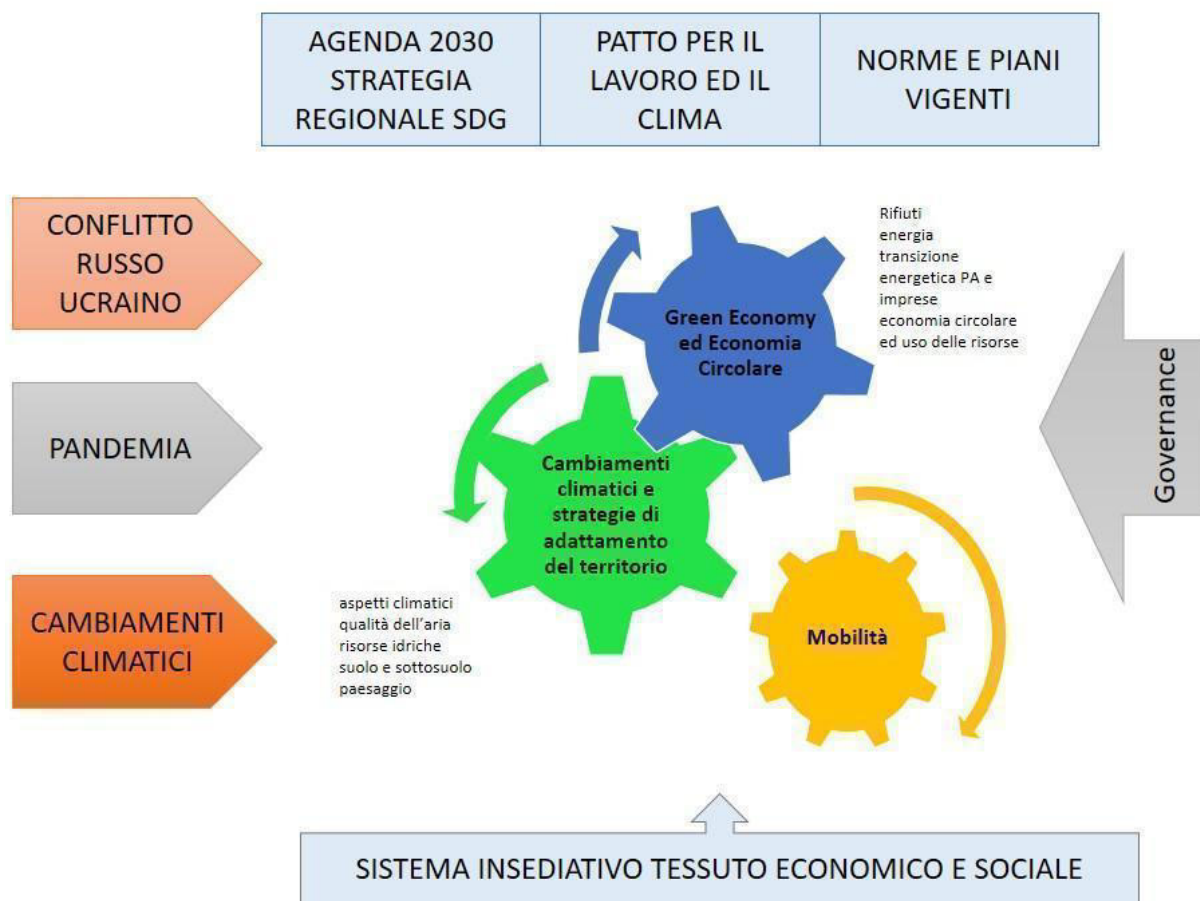 AGENDA 2030
STRATEGIA
REGIONALE SDG
PATTO PER IL
LAVORO ED IL
CLIMA
NORME E PIANI
VIGENTI
CONFLITTO
RUSSO
UCRAINO
PANDEMIA
CAMBIAMENTI
CLIMATICI
Green Economy
ed Economia
Circolare
Rifiuti
energia
transizione
energetica PA e
imprese
economia circolare
ed uso delle risorse
Cambiamenti
climatici e
strategie di
adattamento
del territorio
aspetti climatici
qualità dell'aria
risorse idriche
suolo e sottosuolo
paesaggio
Mobilità
Governance
SISTEMA INSEDIATIVO TESSUTO ECONOMICO E SOCIALE